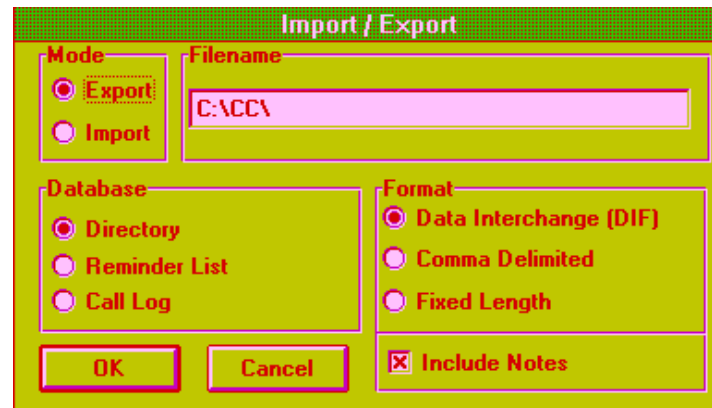 Import / Export
Mode
Export
Import
Filename
C:\CC\
Database
Directory
Reminder List
Call Log
Format
Data Interchange (DIF)
Comma Delimited
Fixed Length
OK
Cancel
Include Notes